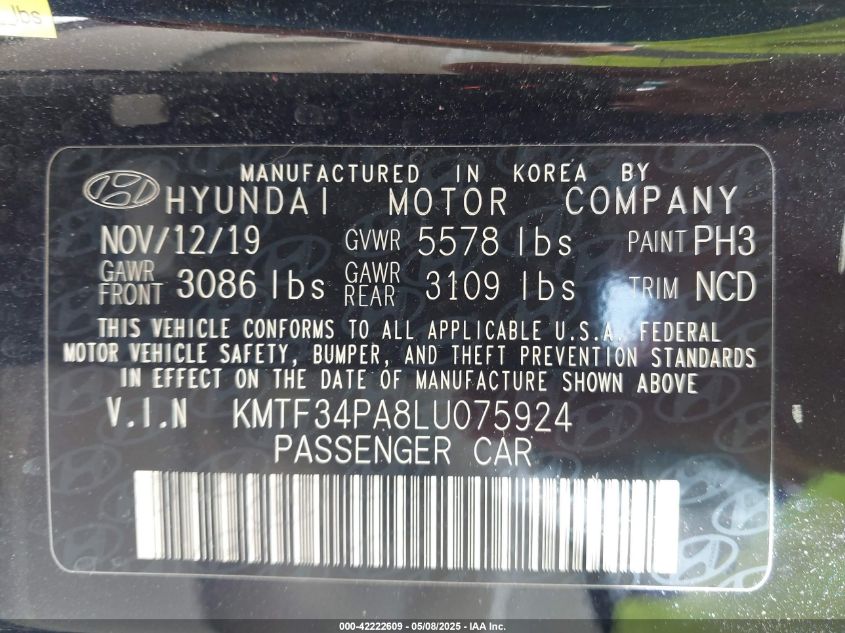 lbs
MANUFACTURED IN KOREA BY
HYUNDAI MOTOR COMPANY
NOV/12/19 GVWR 5578 lbs PAINT PH3
GAWR FRONT 3086 lbs GAWR REAR 3109 lbs TRIM NCD
THIS VEHICLE CONFORMS TO ALL APPLICABLE U.S.A. FEDERAL
MOTOR VEHICLE SAFETY, BUMPER, AND THEFT PREVENTION STANDARDS
IN EFFECT ON THE DATE OF MANUFACTURE SHOWN ABOVE
V.I.N KMTF34PA8LU075924
PASSENGER CAR
000-42222609 - 05/08/2025 - IAA Inc.